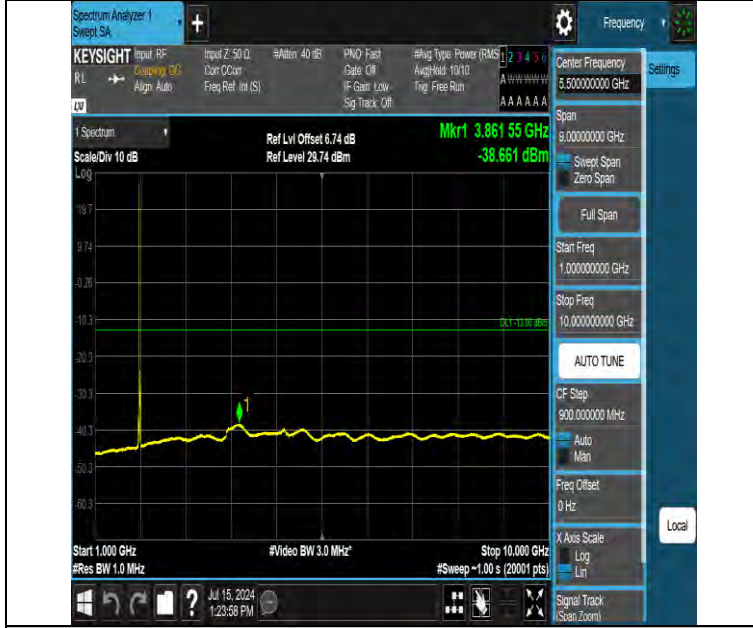 Spectrum Analyzer 1
Swept SA
Frequency
KEYSIGHT
RL
Input: RF
Coupling: DC
Align: Auto
Input Z: 50 Ω
Corr CCorr
Freq Ref: Int (S)
#Atten: 40 dB
PNO: Fast
Gate: Off
IF Gain: Low
Sig Track: Off
#Avg Type: Power (RMS
Avg|Hold: 10/10
Trig: Free Run
1 2 3 4 5 6
A W W W W W
A A A A A A
Center Frequency
5.500000000 GHz
Settings
1 Spectrum
Scale/Div 10 dB
Log
Ref Lvl Offset 6.74 dB
Ref Level 29.74 dBm
Mkr1 3.861 55 GHz
-38.661 dBm
Span
9.00000000 GHz
Swept Span
Zero Span
Full Span
Start Freq
1.000000000 GHz
Stop Freq
10.000000000 GHz
AUTO TUNE
CF Step
900.000000 MHz
Auto
Man
Freq Offset
0 Hz
X Axis Scale
Log
Lin
Local
Signal Track
(Span Zoom)
19.7
9.74
-0.26
-10.3
DL1 -13.00 dBm
-20.3
-30.3
1
-40.3
-50.3
-60.3
Start 1.000 GHz
#Video BW 3.0 MHz*
Stop 10.000 GHz
#Res BW 1.0 MHz
#Sweep ~1.00 s (20001 pts)
?
Jul 15, 2024
1:23:58 PM